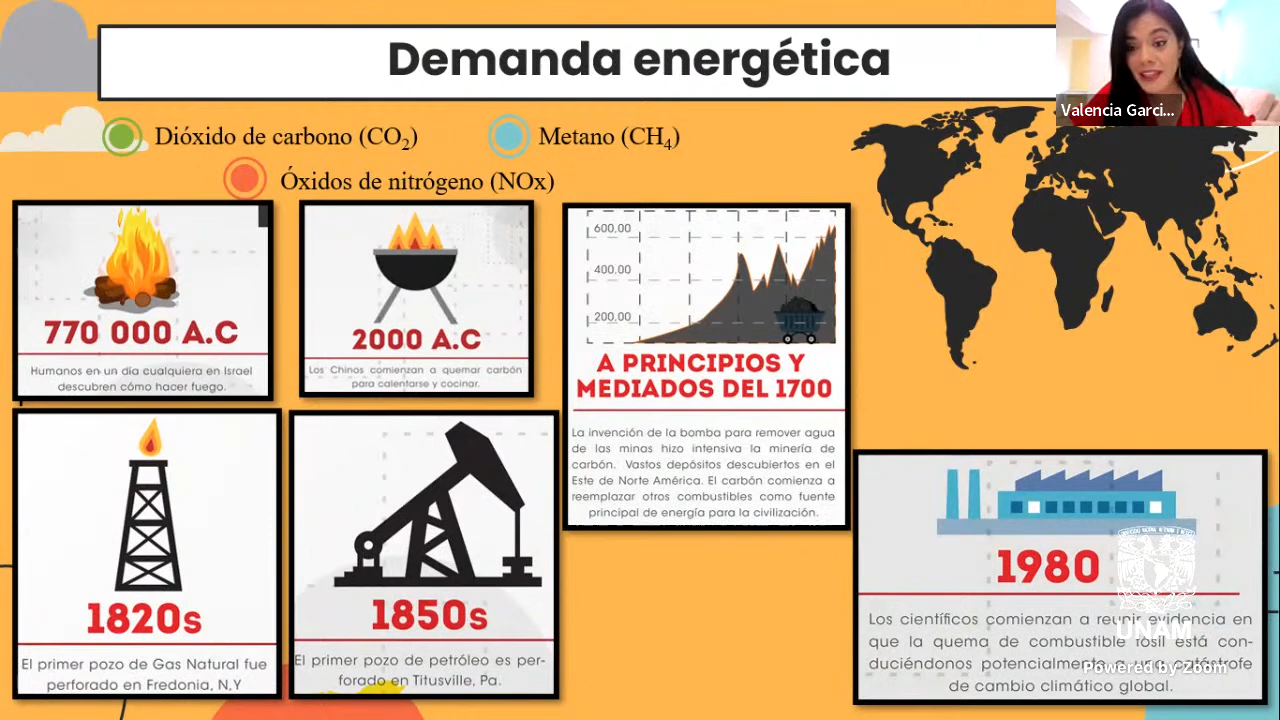 Demanda energética
Valencia Garci...
Dióxido de carbono (CO₂)
Metano (CH₄)
Óxidos de nitrógeno (NOx)
770 000 A.C
Humanos en un día cualquiera en Israel
descubren cómo hacer fuego.
2000 A.C
Los Chinos comienzan a quemar carbón
para calentarse y cocinar.
600,00
400,00
200,00
A PRINCIPIOS Y
MEDIADOS DEL 1700
La invención de la bomba para remover agua
de las minas hizo intensiva la minería de
carbón. Vastos depósitos descubiertos en el
Este de Norte América. El carbón comienza a
reemplazar otros combustibles como fuente
principal de energía para la civilización.
1820s
El primer pozo de Gas Natural fue
perforado en Fredonia, N,Y
1850s
El primer pozo de petróleo es per-
forado en Titusville, Pa.
1980
Los científicos comienzan a reunir evidencia en
que la quema de combustible fósil está con-
duciéndonos potencialmente una catástrofe
de cambio climático global.
UNAM
Powered by Zoom